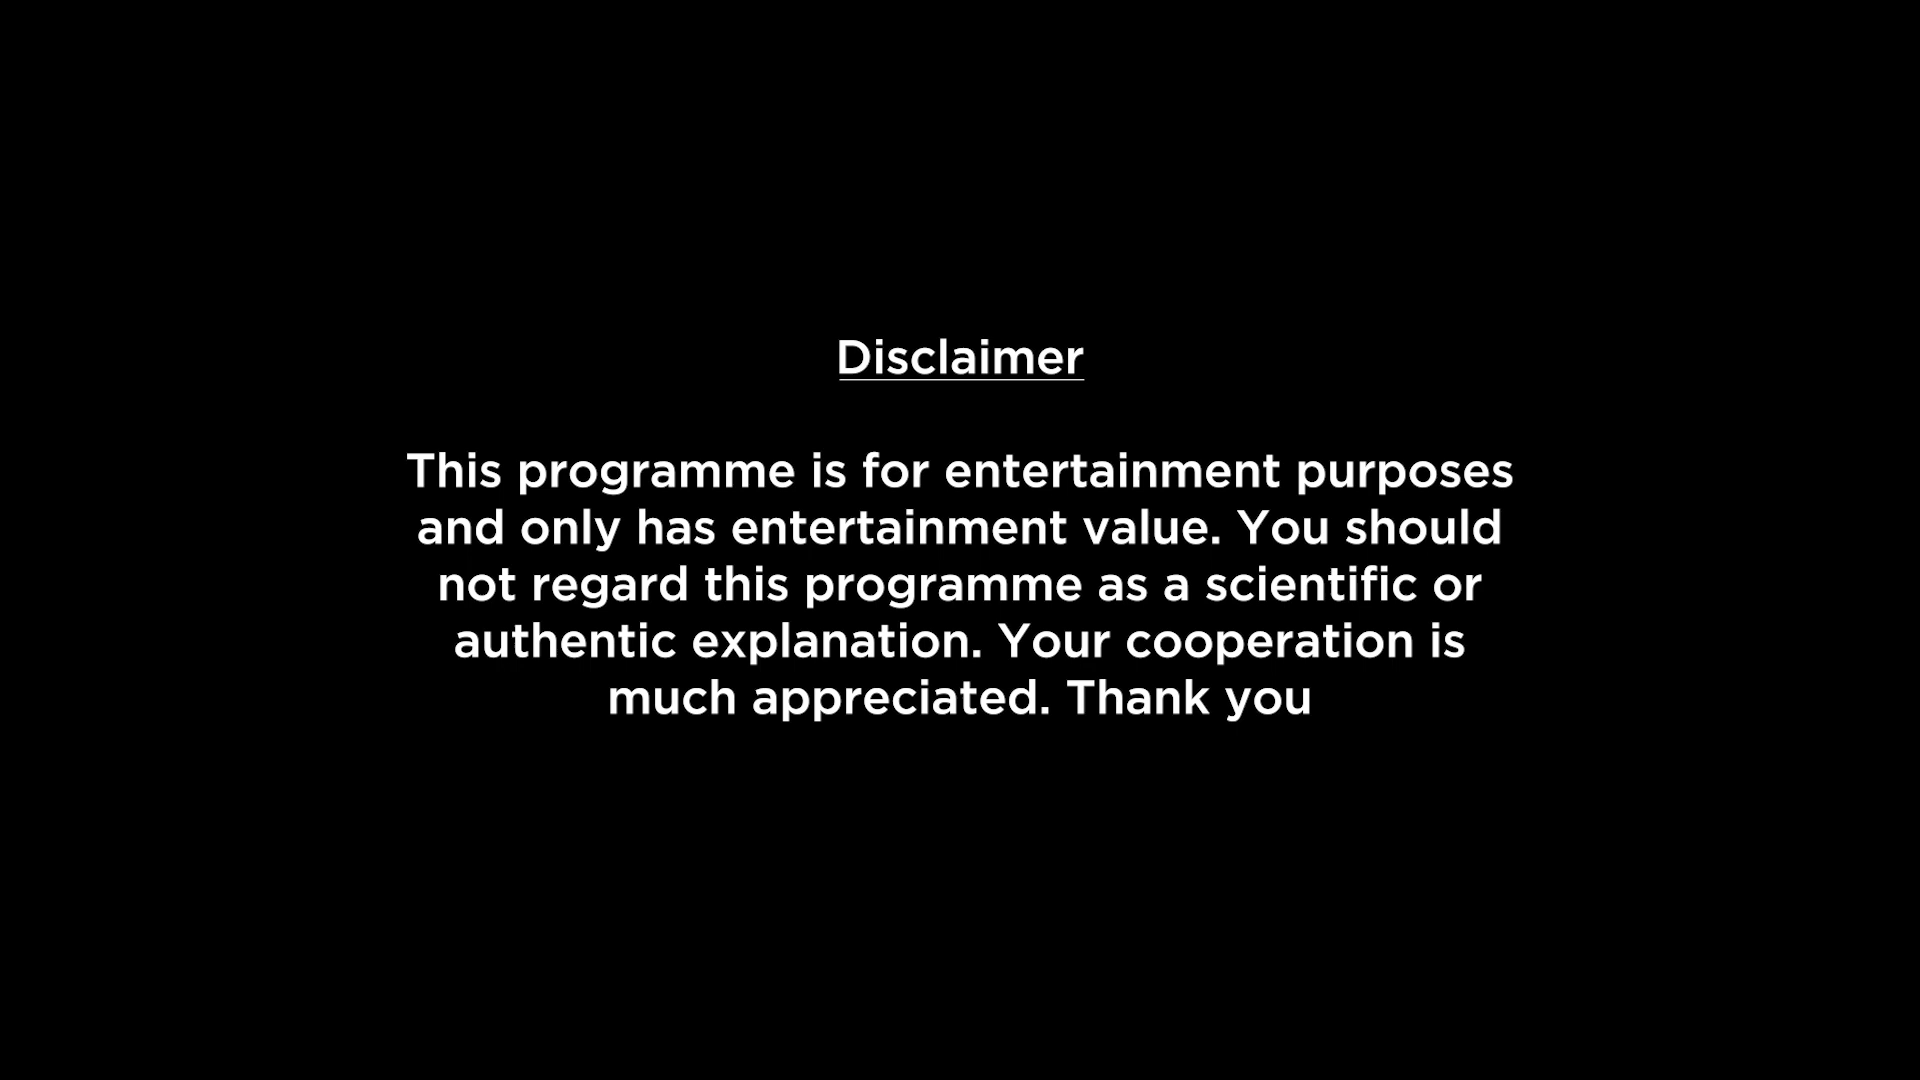 Disclaimer
This programme is for entertainment purposes
and only has entertainment value. You should
not regard this programme as a scientific or
authentic explanation. Your cooperation is
much appreciated. Thank you